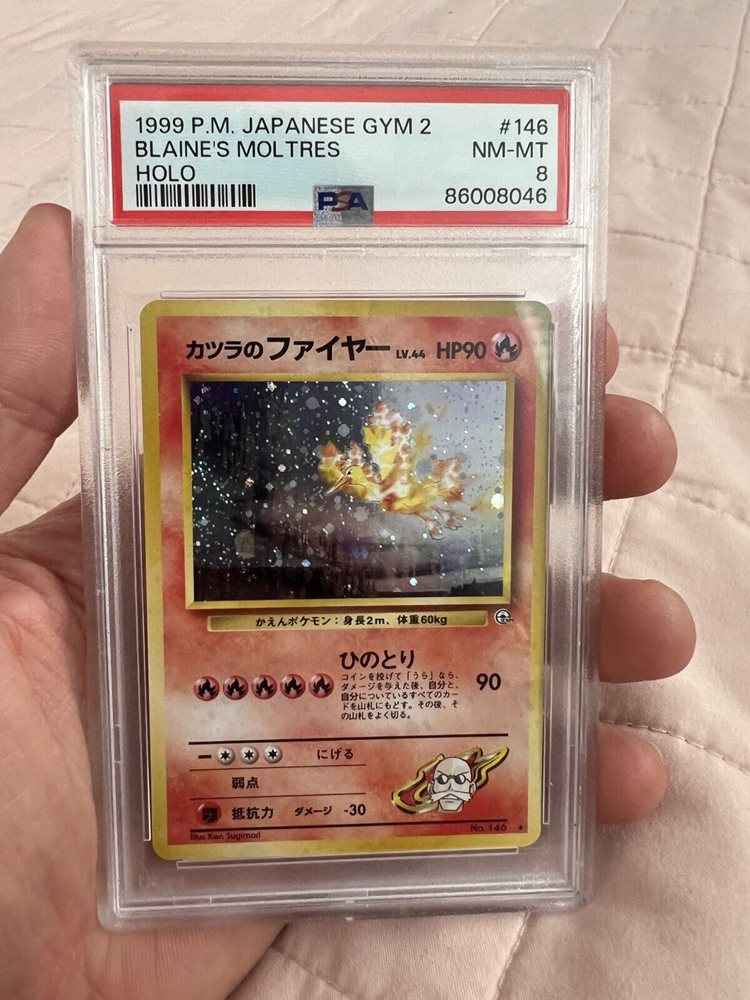 1999 P.M. JAPANESE GYM 2 #146
BLAINE'S MOLTRES NM-MT
HOLO 8
PSA 86008046
カツラのファイヤー LV.44 HP90
かえんポケモン：身長2m、体重60kg
ひのとり 90
コインを投げて「うら」なら、
ダメージを与えた後、自分と、
自分についているすべてのカー
ドを山札にもどす。その後、そ
の山札をよく切る。
にげる
弱点
抵抗力 ダメージ -30
Illus. Ken Sugimori No. 146